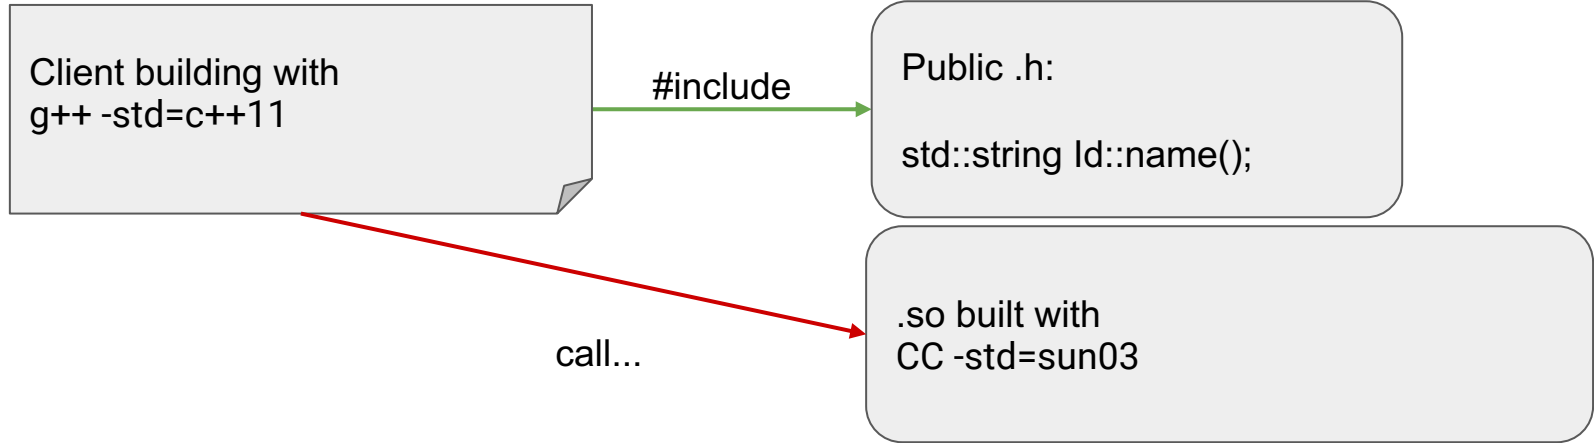 Client building with
g++ -std=c++11
#include
Public .h:
std::string Id::name();
call...
.so built with
CC -std=sun03